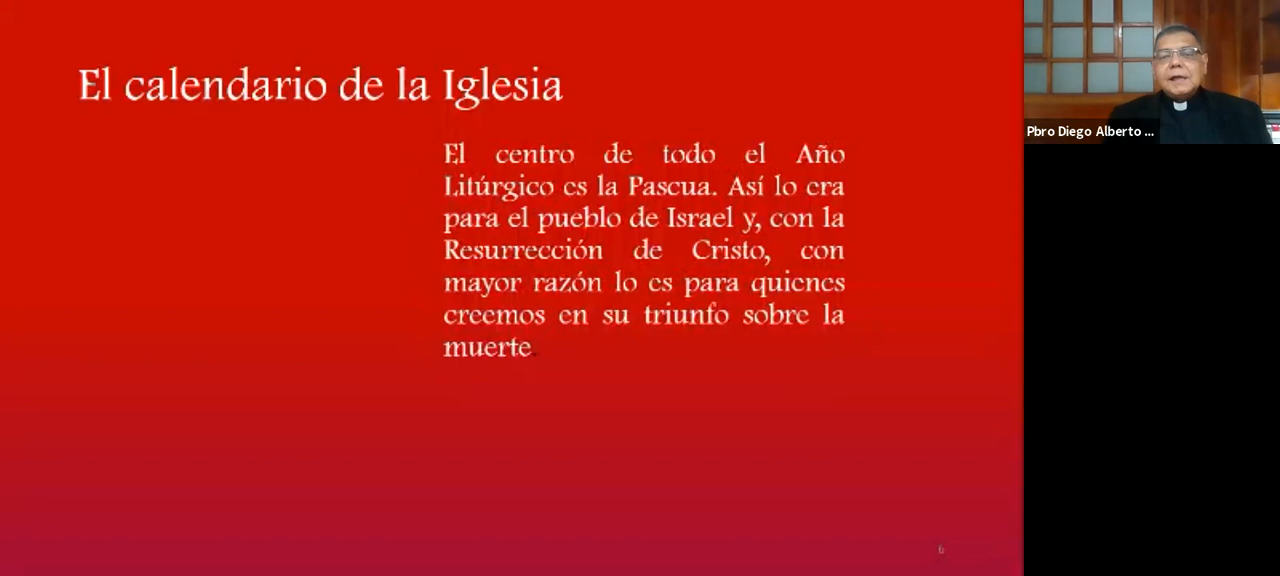 El calendario de la Iglesia
El centro de todo el Año
Litúrgico es la Pascua. Así lo era
para el pueblo de Israel y, con la
Resurrección de Cristo, con
mayor razón lo es para quienes
creemos en su triunfo sobre la
muerte.
Pbro Diego Alberto ...
6